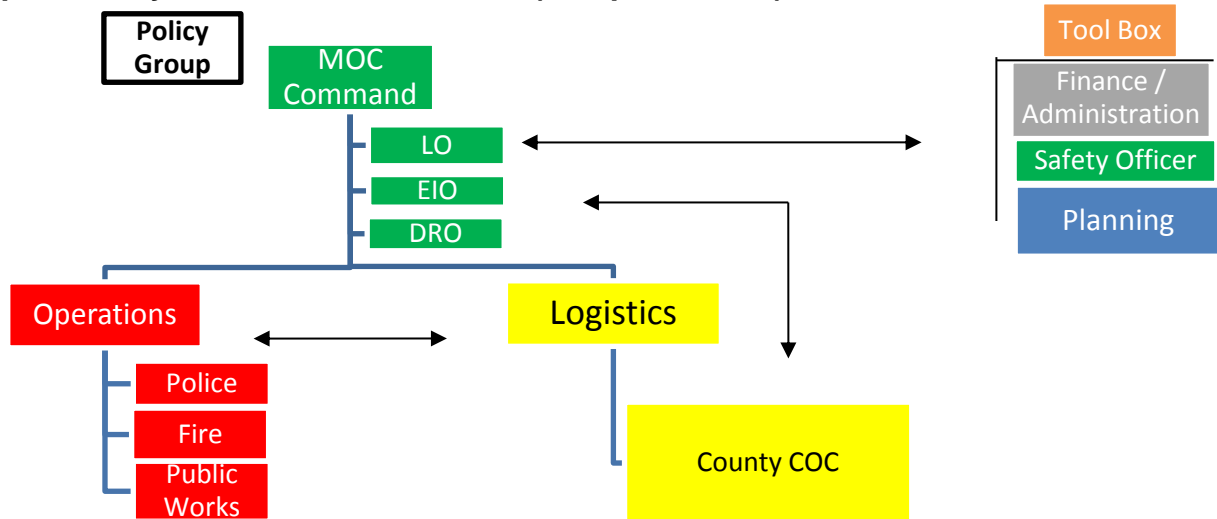 Policy
Group
MOC
Command
LO
EIO
DRO
Tool Box
Finance /
Administration
Safety Officer
Planning
Operations
Logistics
Police
Fire
Public
Works
County COC